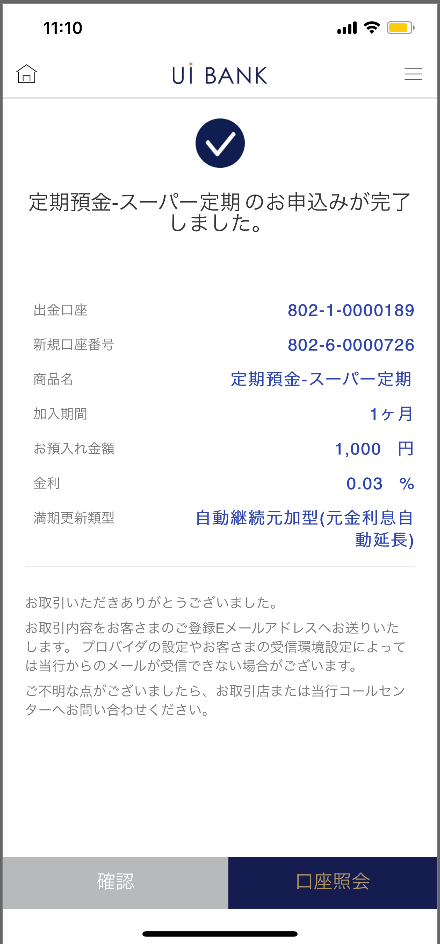 11:10
UI BANK
定期預金-スーパー定期 のお申込みが完了
しました。
出金口座 802-1-0000189
新規口座番号 802-6-0000726
商品名 定期預金-スーパー定期
加入期間 1ヶ月
お預入れ金額 1,000 円
金利 0.03 %
満期更新類型 自動継続元加型(元金利息自
動延長)
お取引いただきありがとうございました。
お取引内容をお客さまのご登録Eメールアドレスへお送りいた
します。 プロバイダの設定やお客さまの受信環境設定によって
は当行からのメールが受信できない場合がございます。
ご不明な点がございましたら、お取引店または当行コールセン
ターへお問い合わせください。
確認 口座照会